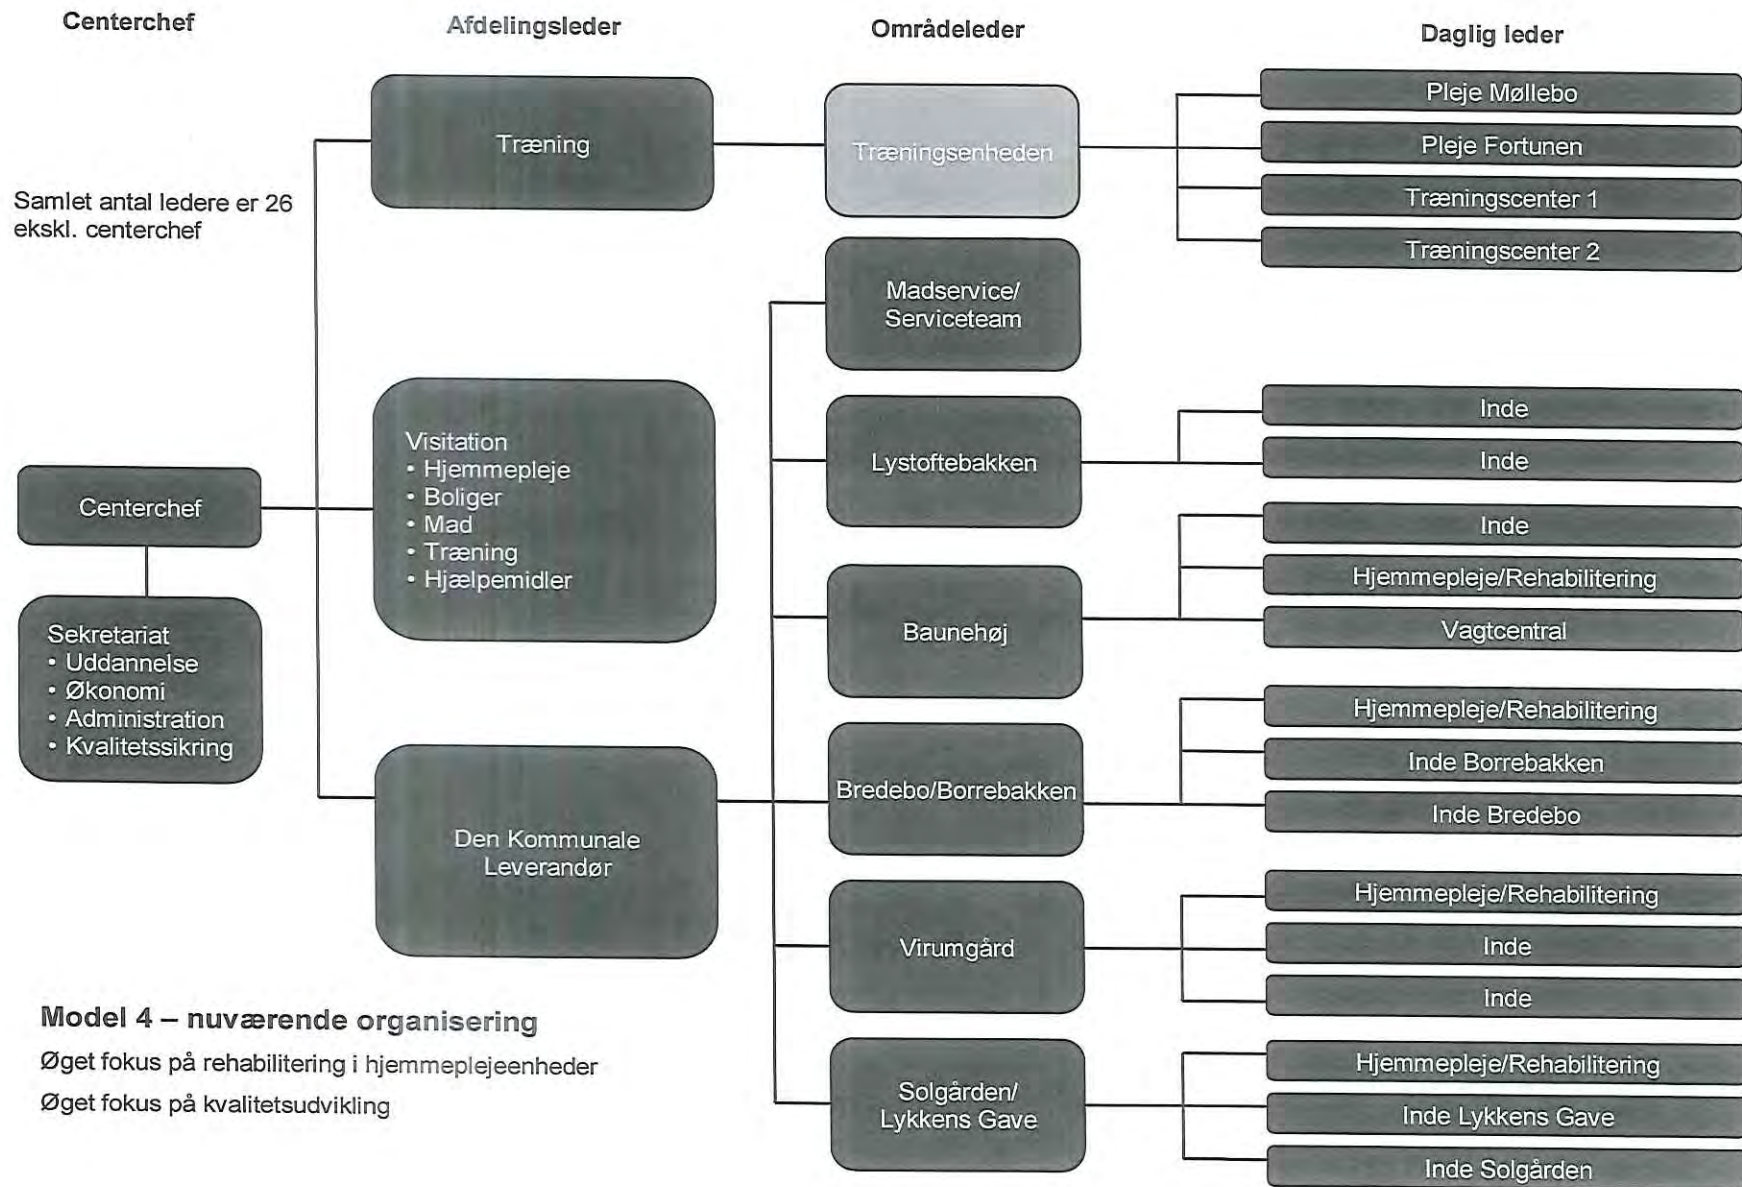 Centerchef
Afdelingsleder
Områdeleder
Daglig leder
Samlet antal ledere er 26
ekskl. centerchef
Centerchef
Sekretariat
• Uddannelse
• Økonomi
• Administration
• Kvalitetssikring
Træning
Visitation
• Hjemmepleje
• Boliger
• Mad
• Træning
• Hjælpemidler
Den Kommunale
Leverandør
Træningsenheden
Madservice/
Serviceteam
Lystoftebakken
Baunehøj
Bredebo/Borrebakken
Virumgård
Solgården/
Lykkens Gave
Pleje Møllebo
Pleje Fortunen
Træningscenter 1
Træningscenter 2
Inde
Inde
Inde
Hjemmepleje/Rehabilitering
Vagtcentral
Hjemmepleje/Rehabilitering
Inde Borrebakken
Inde Bredebo
Hjemmepleje/Rehabilitering
Inde
Inde
Hjemmepleje/Rehabilitering
Inde Lykkens Gave
Inde Solgården
Model 4 – nuværende organisering
Øget fokus på rehabilitering i hjemmeplejeenheder
Øget fokus på kvalitetsudvikling